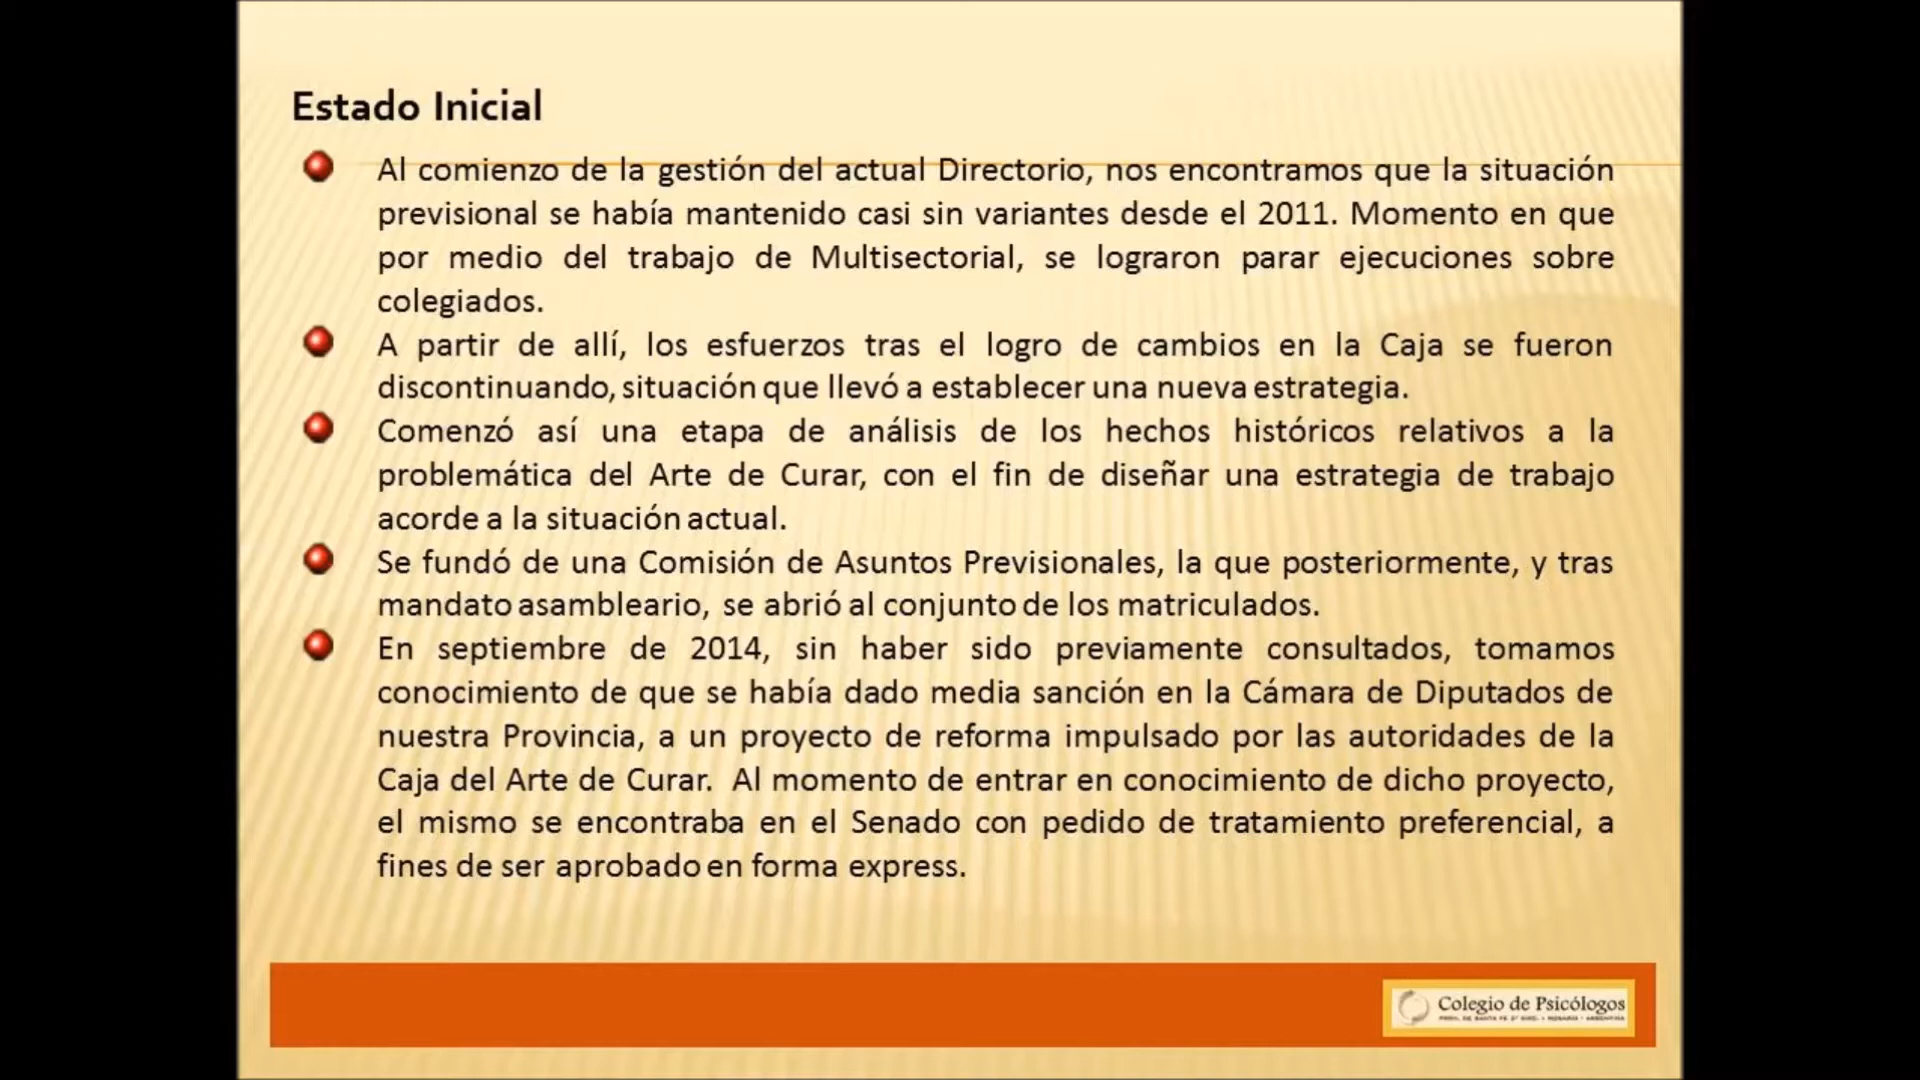 Estado Inicial
Al comienzo de la gestión del actual Directorio, nos encontramos que la situación
previsional se había mantenido casi sin variantes desde el 2011. Momento en que
por medio del trabajo de Multisectorial, se lograron parar ejecuciones sobre
colegiados.
A partir de allí, los esfuerzos tras el logro de cambios en la Caja se fueron
discontinuando, situación que llevó a establecer una nueva estrategia.
Comenzó así una etapa de análisis de los hechos históricos relativos a la
problemática del Arte de Curar, con el fin de diseñar una estrategia de trabajo
acorde a la situación actual.
Se fundó de una Comisión de Asuntos Previsionales, la que posteriormente, y tras
mandato asambleario, se abrió al conjunto de los matriculados.
En septiembre de 2014, sin haber sido previamente consultados, tomamos
conocimiento de que se había dado media sanción en la Cámara de Diputados de
nuestra Provincia, a un proyecto de reforma impulsado por las autoridades de la
Caja del Arte de Curar. Al momento de entrar en conocimiento de dicho proyecto,
el mismo se encontraba en el Senado con pedido de tratamiento preferencial, a
fines de ser aprobado en forma express.
Colegio de Psicólogos